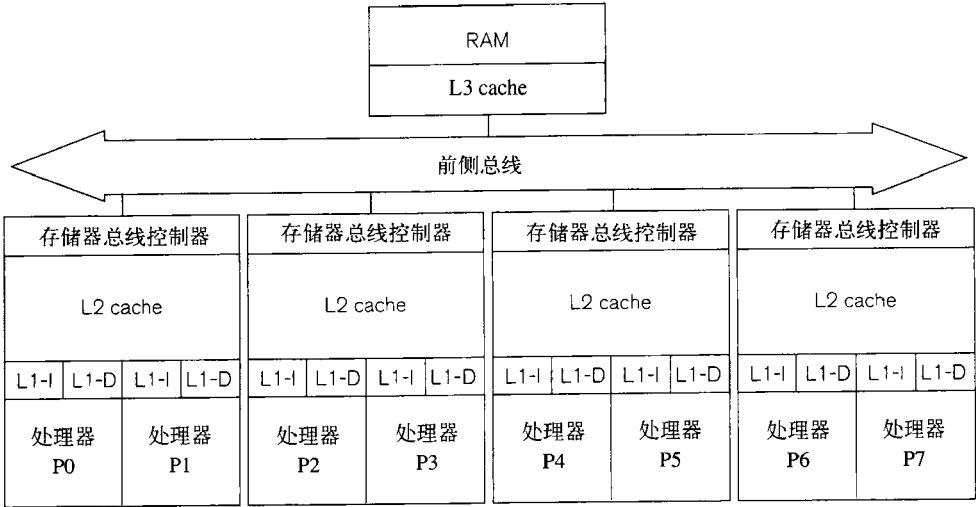 RAM
L3 cache
前侧总线
存储器总线控制器 存储器总线控制器 存储器总线控制器 存储器总线控制器
L2 cache L2 cache L2 cache L2 cache
L1-I L1-D L1-I L1-D L1-I L1-D L1-I L1-D L1-I L1-D L1-I L1-D L1-I L1-D L1-I L1-D
处理器 处理器 处理器 处理器 处理器 处理器 处理器 处理器
P0 P1 P2 P3 P4 P5 P6 P7